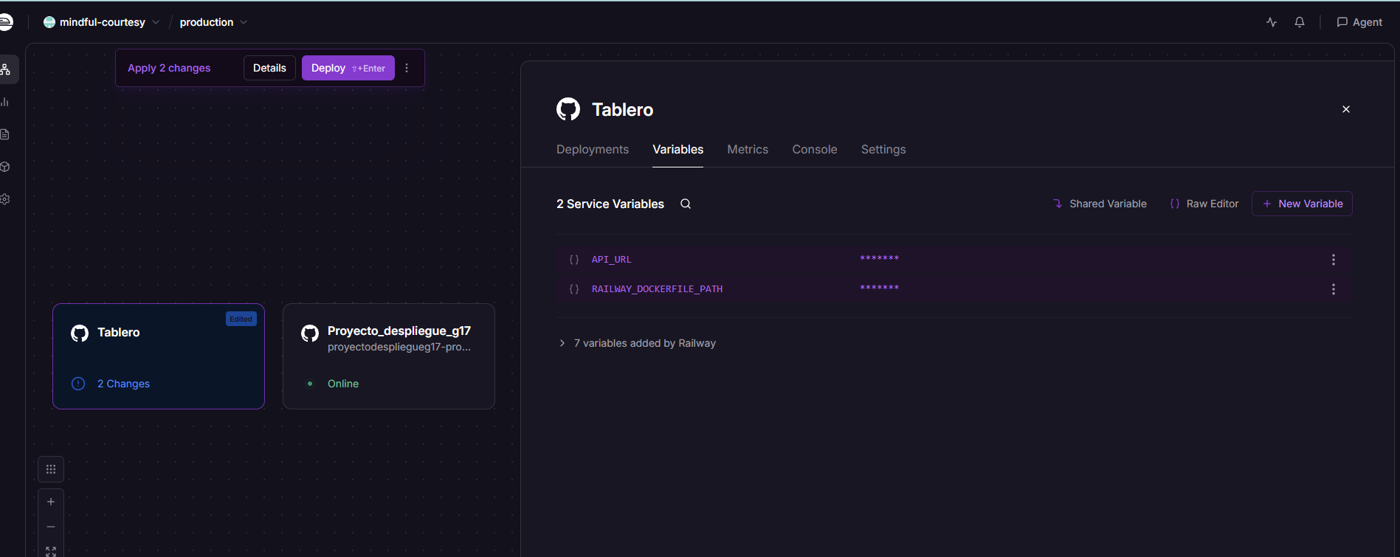 mindful-courtesy / production
Agent
Apply 2 changes Details Deploy ⇧+Enter
Tablero
Deployments Variables Metrics Console Settings
2 Service Variables Shared Variable {} Raw Editor + New Variable
{} API_URL *******
{} RAILWAY_DOCKERFILE_PATH *******
7 variables added by Railway
Edited
Tablero
2 Changes
Proyecto_despliegue_g17
proyectodespliegueg17-pro...
Online